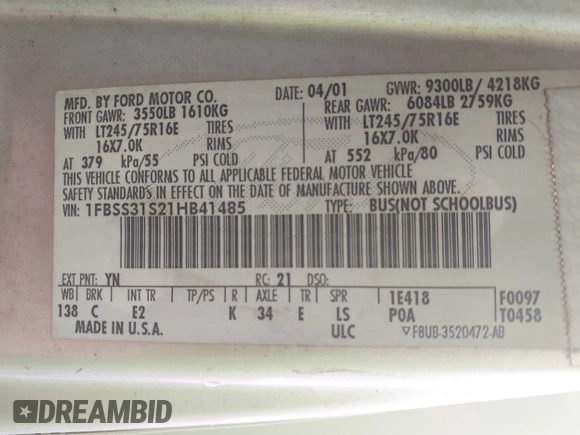 MFD. BY FORD MOTOR CO. DATE: 04/01 GVWR: 9300LB/ 4218KG
FRONT GAWR: 3550LB 1610KG REAR GAWR: 6084LB 2759KG
WITH LT245/75R16E TIRES WITH LT245/75R16E TIRES
16X7.0K RIMS 16X7.0K RIMS
AT 379 kPa/55 PSI COLD AT 552 kPa/80 PSI COLD
THIS VEHICLE CONFORMS TO ALL APPLICABLE FEDERAL MOTOR VEHICLE
SAFETY STANDARDS IN EFFECT ON THE DATE OF MANUFACTURE SHOWN ABOVE.
VIN: 1FBSS31S21HB41485 TYPE: BUS(NOT SCHOOLBUS)
EXT PNT: YN RC: 21 DSO:
WB BRK INT TR TP/PS R AXLE TR SPR 1E418 F0097
138 C E2 K 34 E LS POA T0458
MADE IN U.S.A. ULC F8UB-3520472-AB
DREAMBID